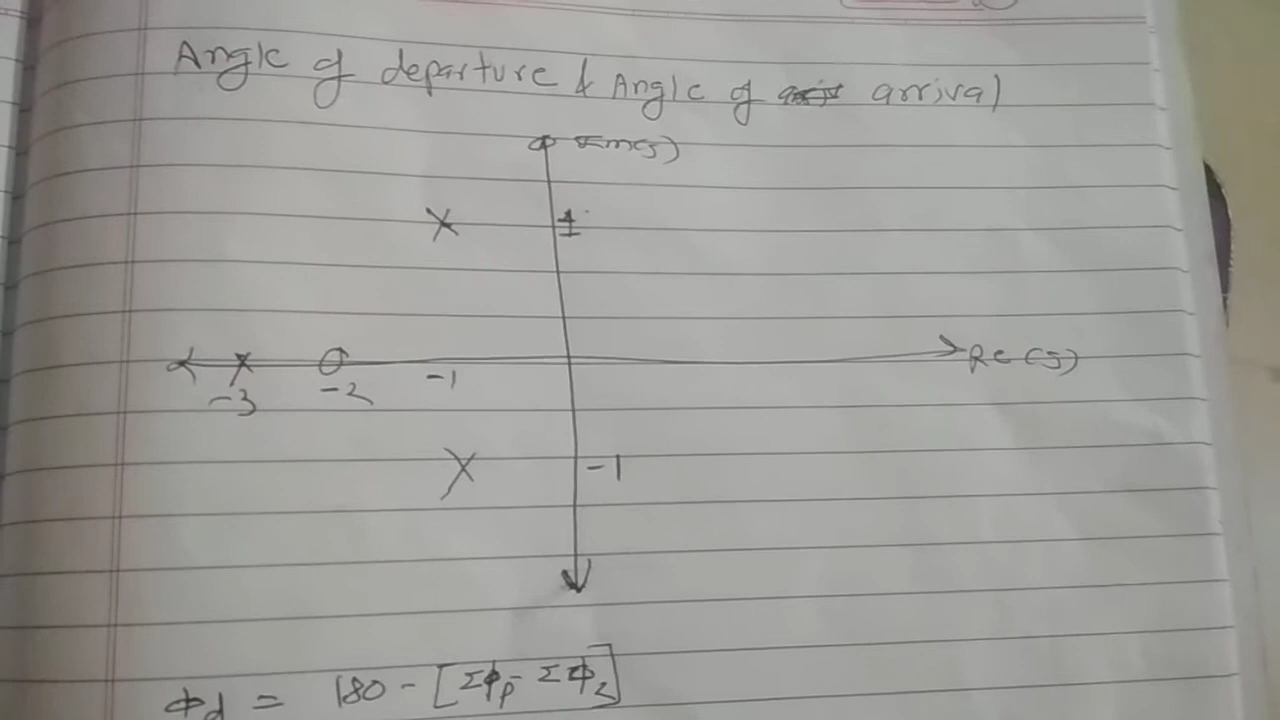 Angle of departure & Angle of arrival
Im(s)
1
Re(s)
-3 -2 -1
-1
Φd = 180 - [ΣΦp - ΣΦz]